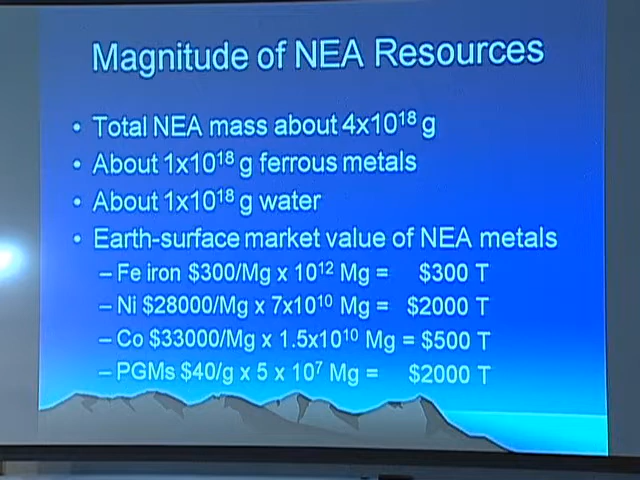 Magnitude of NEA Resources
• Total NEA mass about 4x10¹⁸ g
• About 1x10¹⁸ g ferrous metals
• About 1x10¹⁸ g water
• Earth-surface market value of NEA metals
– Fe iron $300/Mg x 10¹² Mg = $300 T
– Ni $28000/Mg x 7x10¹⁰ Mg = $2000 T
– Co $33000/Mg x 1.5x10¹⁰ Mg = $500 T
– PGMs $40/g x 5 x 10⁷ Mg = $2000 T